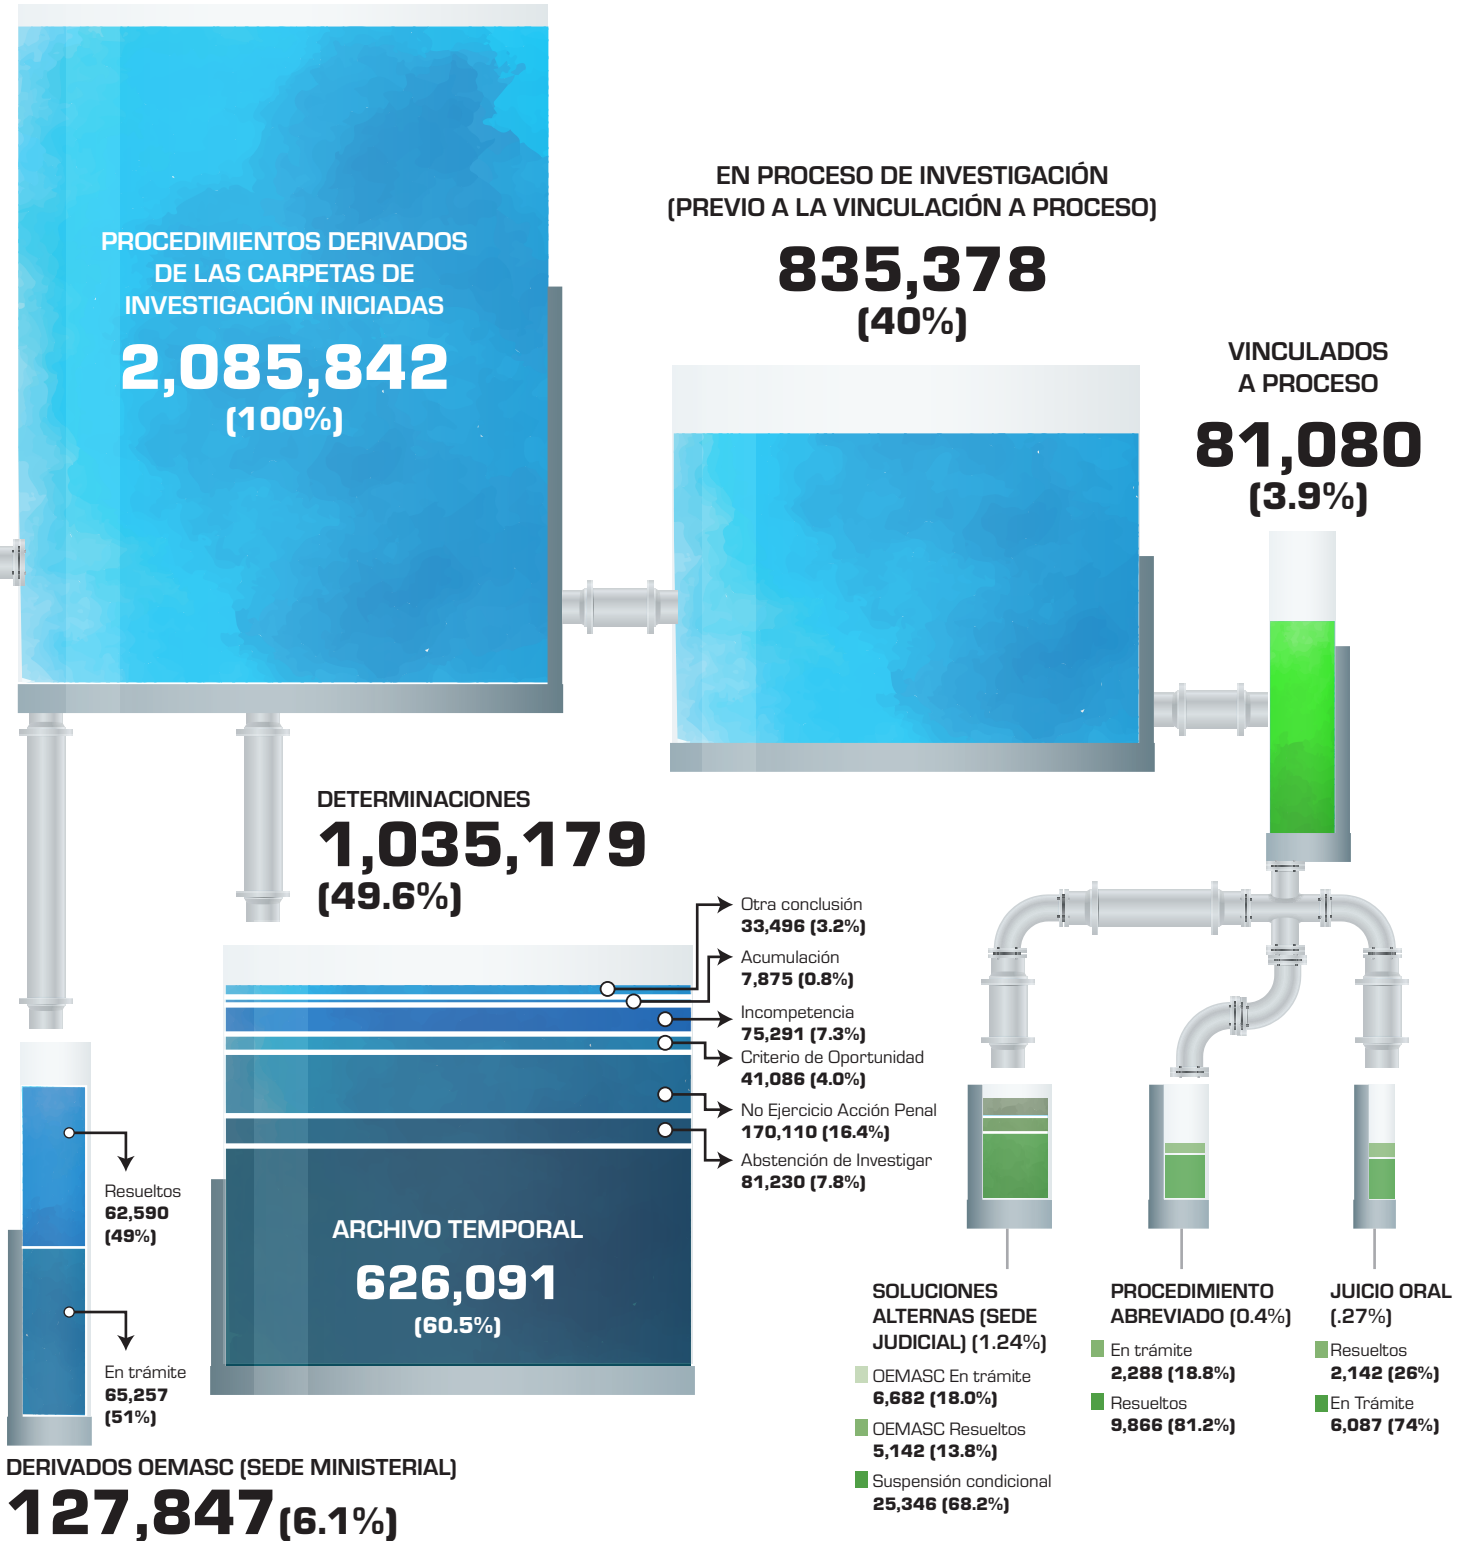 PROCEDIMIENTOS DERIVADOS
DE LAS CARPETAS DE
INVESTIGACIÓN INICIADAS
2,085,842
(100%)
EN PROCESO DE INVESTIGACIÓN
(PREVIO A LA VINCULACIÓN A PROCESO)
835,378
(40%)
VINCULADOS
A PROCESO
81,080
(3.9%)
DETERMINACIONES
1,035,179
(49.6%)
Otra conclusión
33,496 (3.2%)
Acumulación
7,875 (0.8%)
Incompetencia
75,291 (7.3%)
Criterio de Oportunidad
41,086 (4.0%)
No Ejercicio Acción Penal
170,110 (16.4%)
Abstención de Investigar
81,230 (7.8%)
ARCHIVO TEMPORAL
626,091
(60.5%)
Resueltos
62,590
(49%)
En trámite
65,257
(51%)
DERIVADOS OEMASC (SEDE MINISTERIAL)
127,847 (6.1%)
SOLUCIONES
ALTERNAS (SEDE
JUDICIAL) (1.24%)
OEMASC En trámite
6,682 (18.0%)
OEMASC Resueltos
5,142 (13.8%)
Suspensión condicional
25,346 (68.2%)
PROCEDIMIENTO
ABREVIADO (0.4%)
En trámite
2,288 (18.8%)
Resueltos
9,866 (81.2%)
JUICIO ORAL
(.27%)
Resueltos
2,142 (26%)
En Trámite
6,087 (74%)